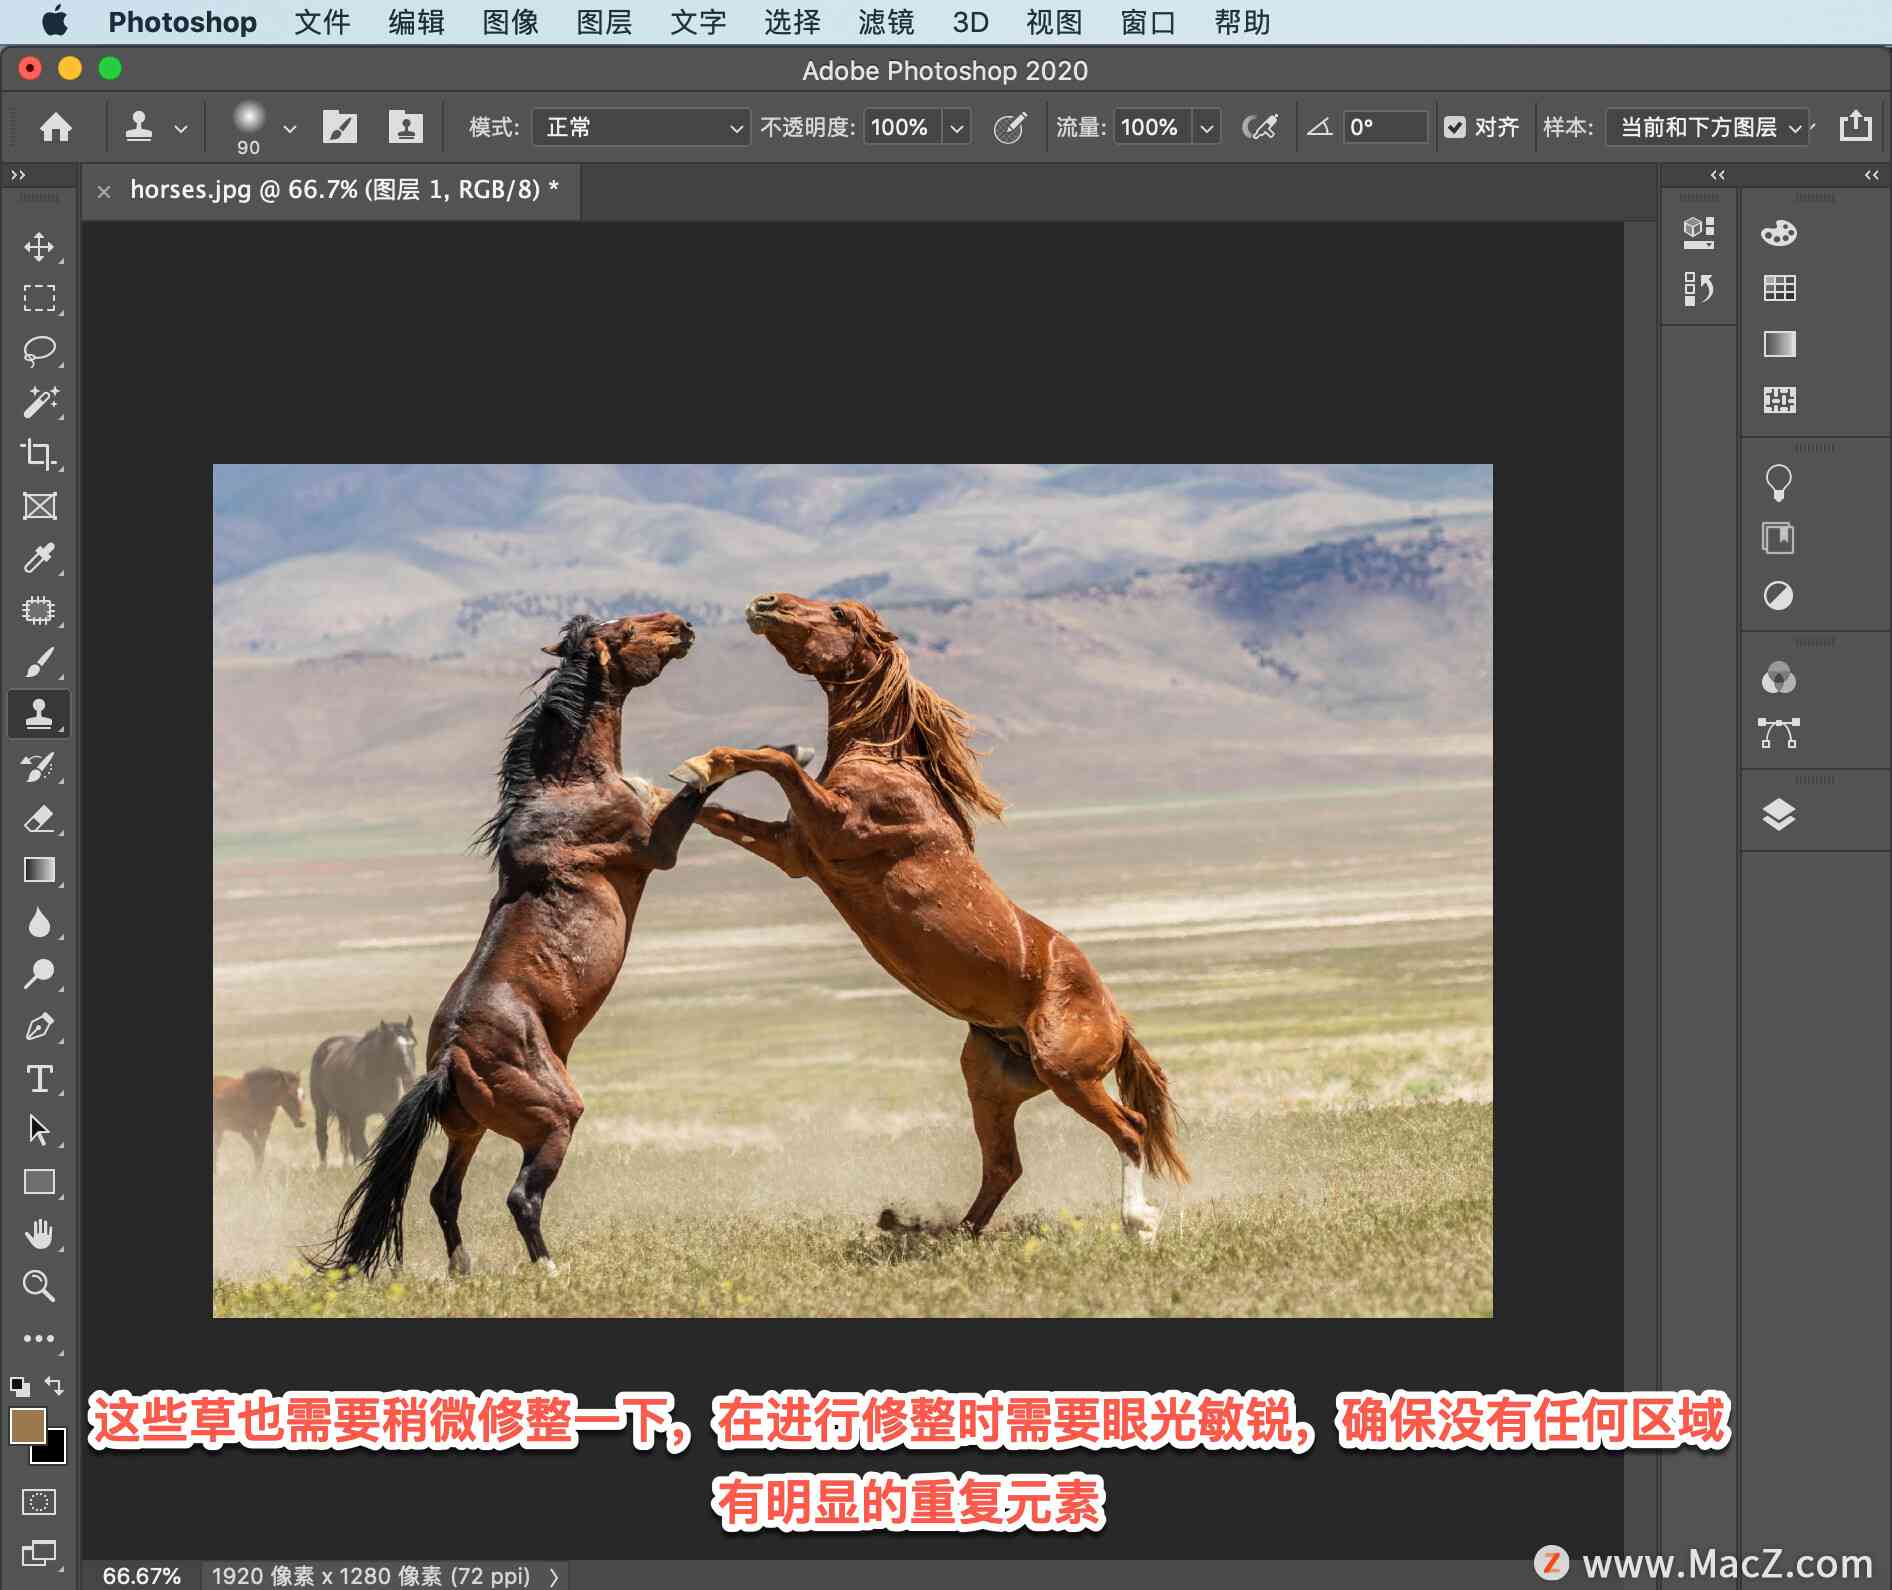 Photoshop 文件 编辑 图像 图层 文字 选择 滤镜 3D 视图 窗口 帮助
Adobe Photoshop 2020
90 模式: 正常 不透明度: 100% 流量: 100% 0° 对齐 样本: 当前和下方图层
horses.jpg @ 66.7% (图层 1, RGB/8) *
这些草也需要稍微修整一下，在进行修整时需要眼光敏锐，确保没有任何区域
有明显的重复元素
Z www.MacZ.com
66.67% 1920 像素 x 1280 像素 (72 ppi)